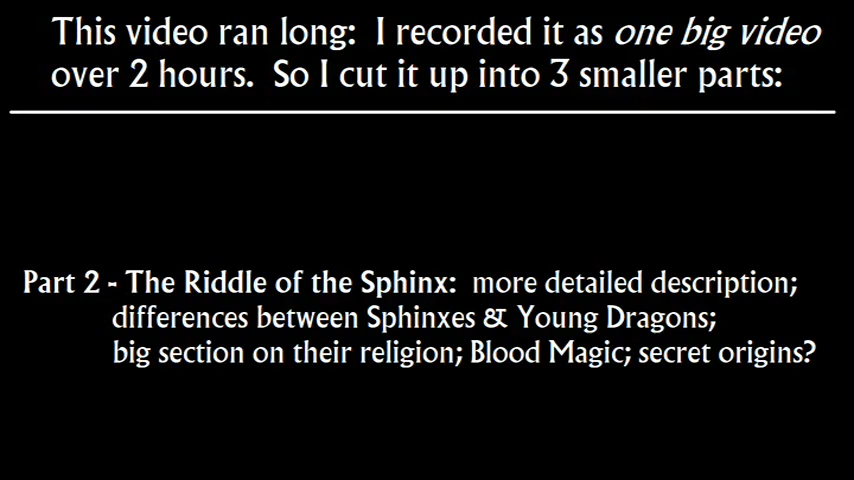 This video ran long: I recorded it as one big video
over 2 hours. So I cut it up into 3 smaller parts:
Part 2 - The Riddle of the Sphinx: more detailed description;
differences between Sphinxes & Young Dragons;
big section on their religion; Blood Magic; secret origins?